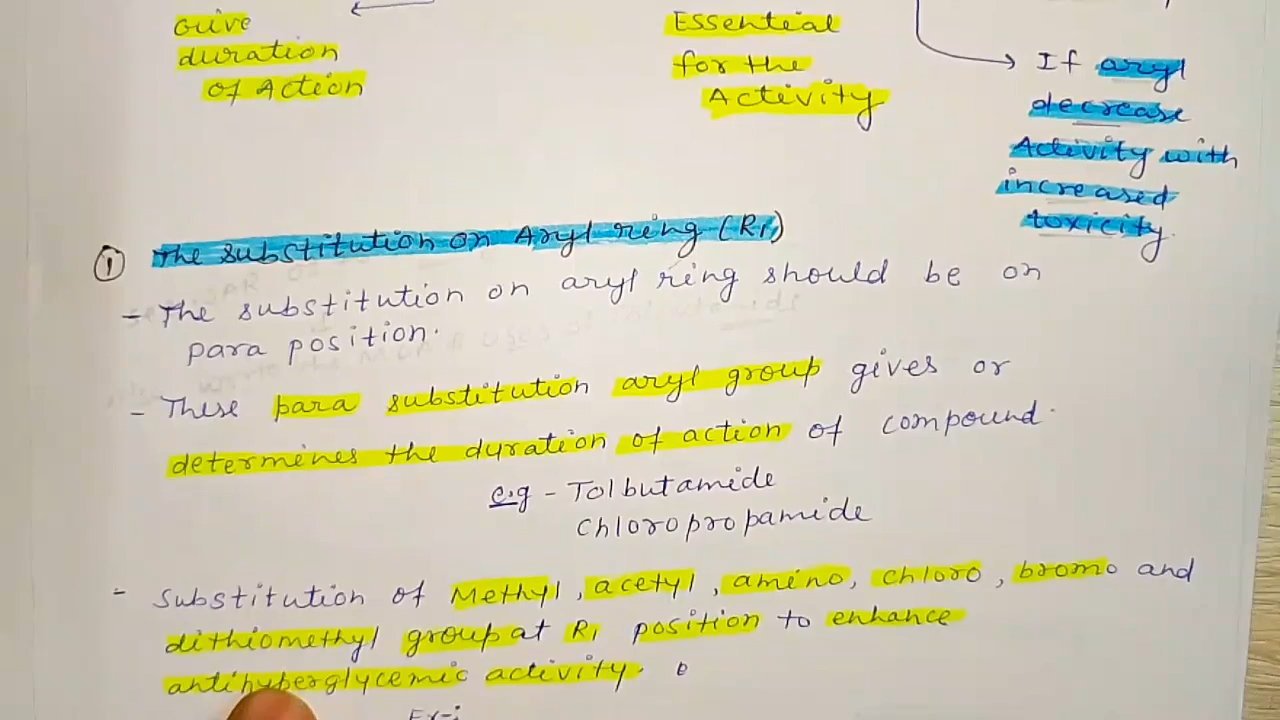 Give
duration
of Action
Essential
for the
Activity
If aryl
decrease
Activity with
increased
toxicity.
① The substitution on Aryl ring (R1)
- The substitution on aryl ring should be on
para position.
- These para substitution aryl group gives or
determines the duration of action of compound.
e.g - Tolbutamide
Chloropropamide
- Substitution of Methyl, acetyl, amino, chloro, bromo and
dithiomethyl group at R1 position to enhance
antihyperglycemic activity.
Ex-: